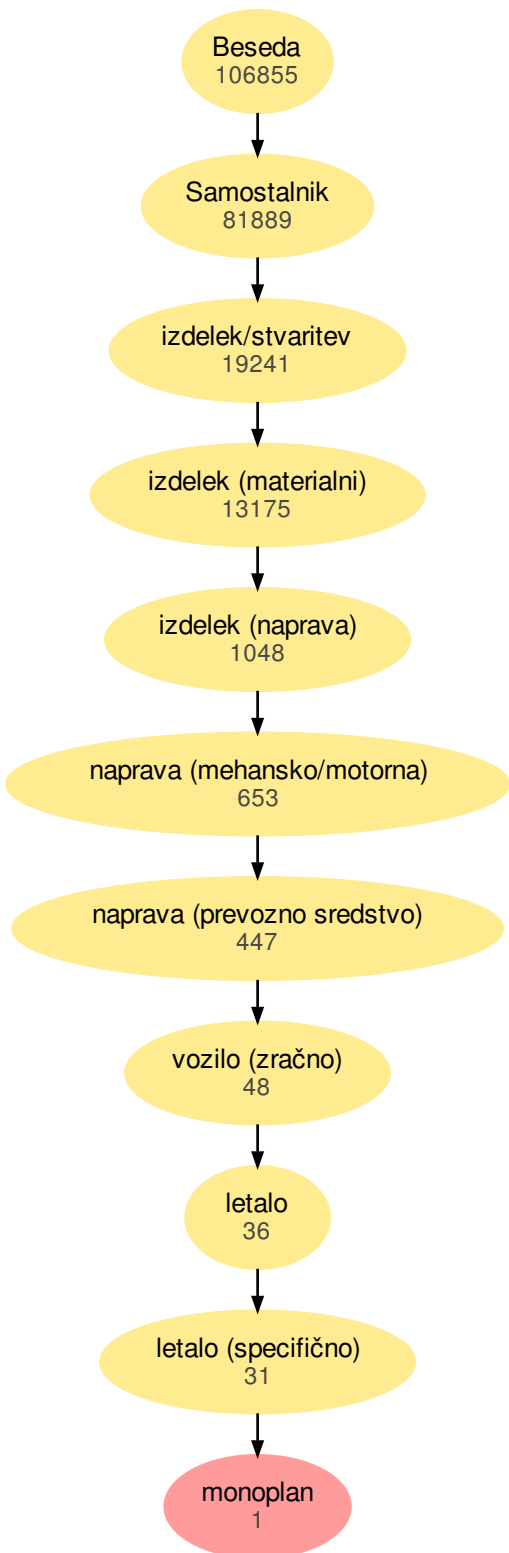 Beseda
106855
Samostalnik
81889
izdelek/stvaritev
19241
izdelek (materialni)
13175
izdelek (naprava)
1048
naprava (mehansko/motorna)
653
naprava (prevozno sredstvo)
447
vozilo (zračno)
48
letalo
36
letalo (specifično)
31
monoplan
1